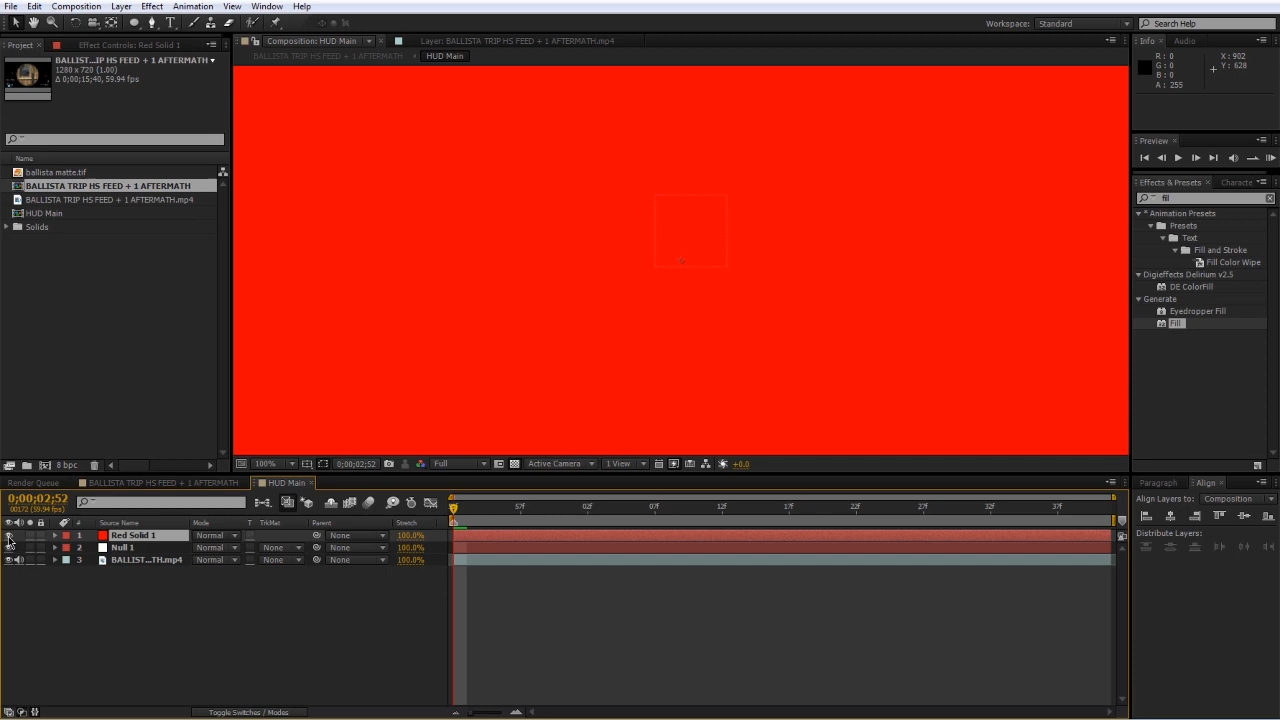 File Edit Composition Layer Effect Animation View Window Help
Workspace: Standard
Search Help
Project
Effect Controls: Red Solid 1
Composition: HUD Main
Layer: BALLISTA TRIP HS FEED + 1 AFTERMATH.mp4
Info
Audio
BALLIST...IP HS FEED + 1 AFTERMATH
1280 x 720 (1.00)
Δ 0;00;15;40, 59.94 fps
BALLISTA TRIP HS FEED + 1 AFTERMATH
HUD Main
R: 0
G: 0
B: 0
A: 255
X: 902
Y: 628
Preview
Name
ballista matte.tif
BALLISTA TRIP HS FEED + 1 AFTERMATH
BALLISTA TRIP HS FEED + 1 AFTERMATH.mp4
HUD Main
Solids
Effects & Presets
Characte
fill
* Animation Presets
Presets
Text
Fill and Stroke
Fill Color Wipe
Digieffects Delirium v2.5
DE ColorFill
Generate
Eyedropper Fill
Fill
8 bpc
100%
0;00;02;52
Full
Active Camera
1 View
+0.0
Render Queue
BALLISTA TRIP HS FEED + 1 AFTERMATH
HUD Main
Paragraph
Align
0;00;02;52
00172 (59.94 fps)
Align Layers to: Composition
# Source Name Mode T TrkMat Parent Stretch
57f 02f 07f 12f 17f 22f 27f 32f 37f
1 Red Solid 1 Normal None 100.0%
2 Null 1 Normal None None 100.0%
3 BALLIST...TH.mp4 Normal None None 100.0%
Distribute Layers:
Toggle Switches / Modes